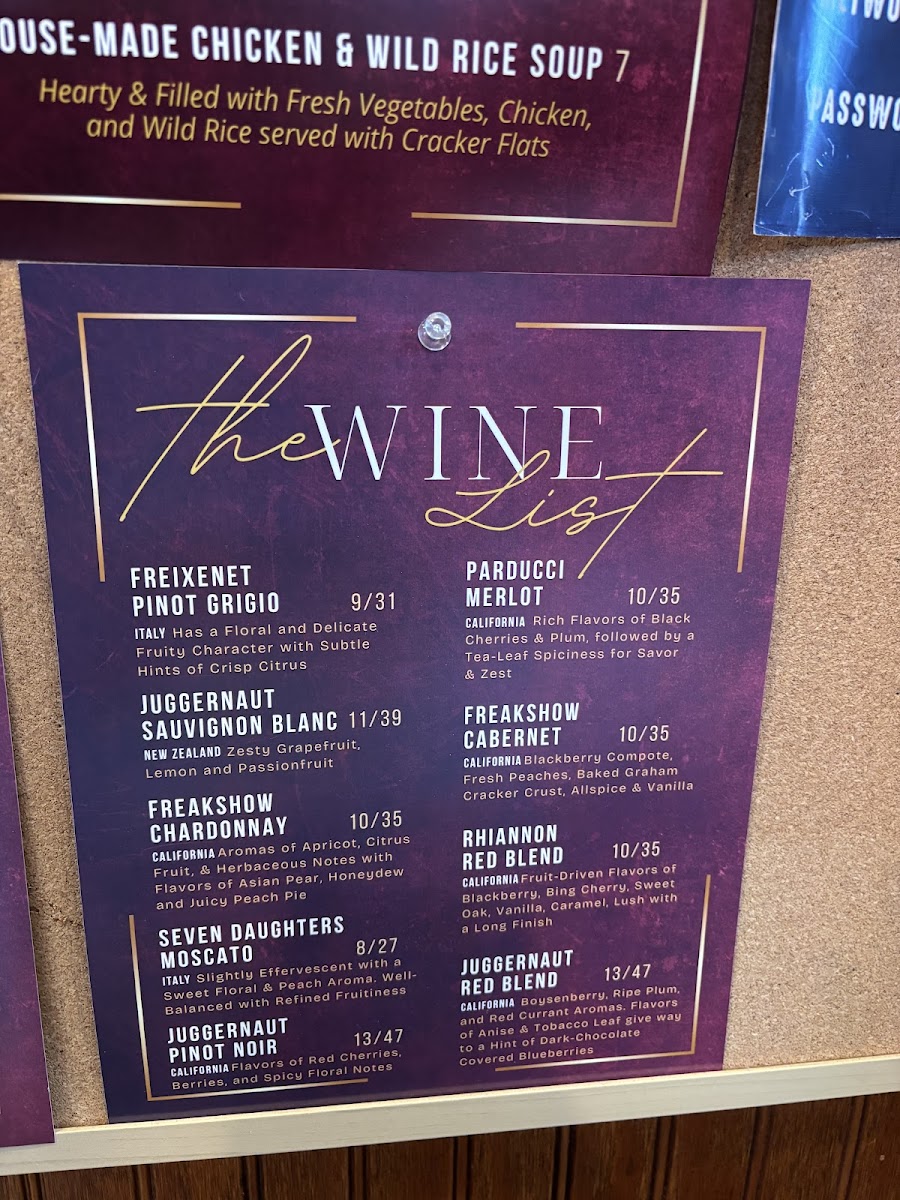 OUSE-MADE CHICKEN & WILD RICE SOUP 7
Hearty & Filled with Fresh Vegetables, Chicken,
and Wild Rice served with Cracker Flats
PASSWO
the WINE
List
FREIXENET
PINOT GRIGIO 9/31
ITALY Has a Floral and Delicate
Fruity Character with Subtle
Hints of Crisp Citrus
JUGGERNAUT
SAUVIGNON BLANC 11/39
NEW ZEALAND Zesty Grapefruit,
Lemon and Passionfruit
FREAKSHOW
CHARDONNAY 10/35
CALIFORNIA Aromas of Apricot, Citrus
Fruit, & Herbaceous Notes with
Flavors of Asian Pear, Honeydew
and Juicy Peach Pie
SEVEN DAUGHTERS
MOSCATO 8/27
ITALY Slightly Effervescent with a
Sweet Floral & Peach Aroma. Well-
Balanced with Refined Fruitiness
JUGGERNAUT
PINOT NOIR 13/47
CALIFORNIA Flavors of Red Cherries,
Berries, and Spicy Floral Notes
PARDUCCI
MERLOT 10/35
CALIFORNIA Rich Flavors of Black
Cherries & Plum, followed by a
Tea-Leaf Spiciness for Savor
& Zest
FREAKSHOW
CABERNET 10/35
CALIFORNIA Blackberry Compote,
Fresh Peaches, Baked Graham
Cracker Crust, Allspice & Vanilla
RHIANNON
RED BLEND 10/35
CALIFORNIA Fruit-Driven Flavors of
Blackberry, Bing Cherry, Sweet
Oak, Vanilla, Caramel, Lush with
a Long Finish
JUGGERNAUT
RED BLEND 13/47
CALIFORNIA Boysenberry, Ripe Plum,
and Red Currant Aromas. Flavors
of Anise & Tobacco Leaf give way
to a Hint of Dark-Chocolate
Covered Blueberries